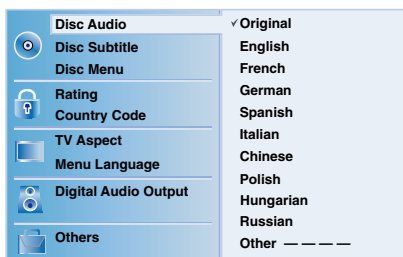 Disc Audio
Disc Subtitle
Disc Menu
Rating
Country Code
TV Aspect
Menu Language
Digital Audio Output
Others
✓Original
English
French
German
Spanish
Italian
Chinese
Polish
Hungarian
Russian
Other — — — —